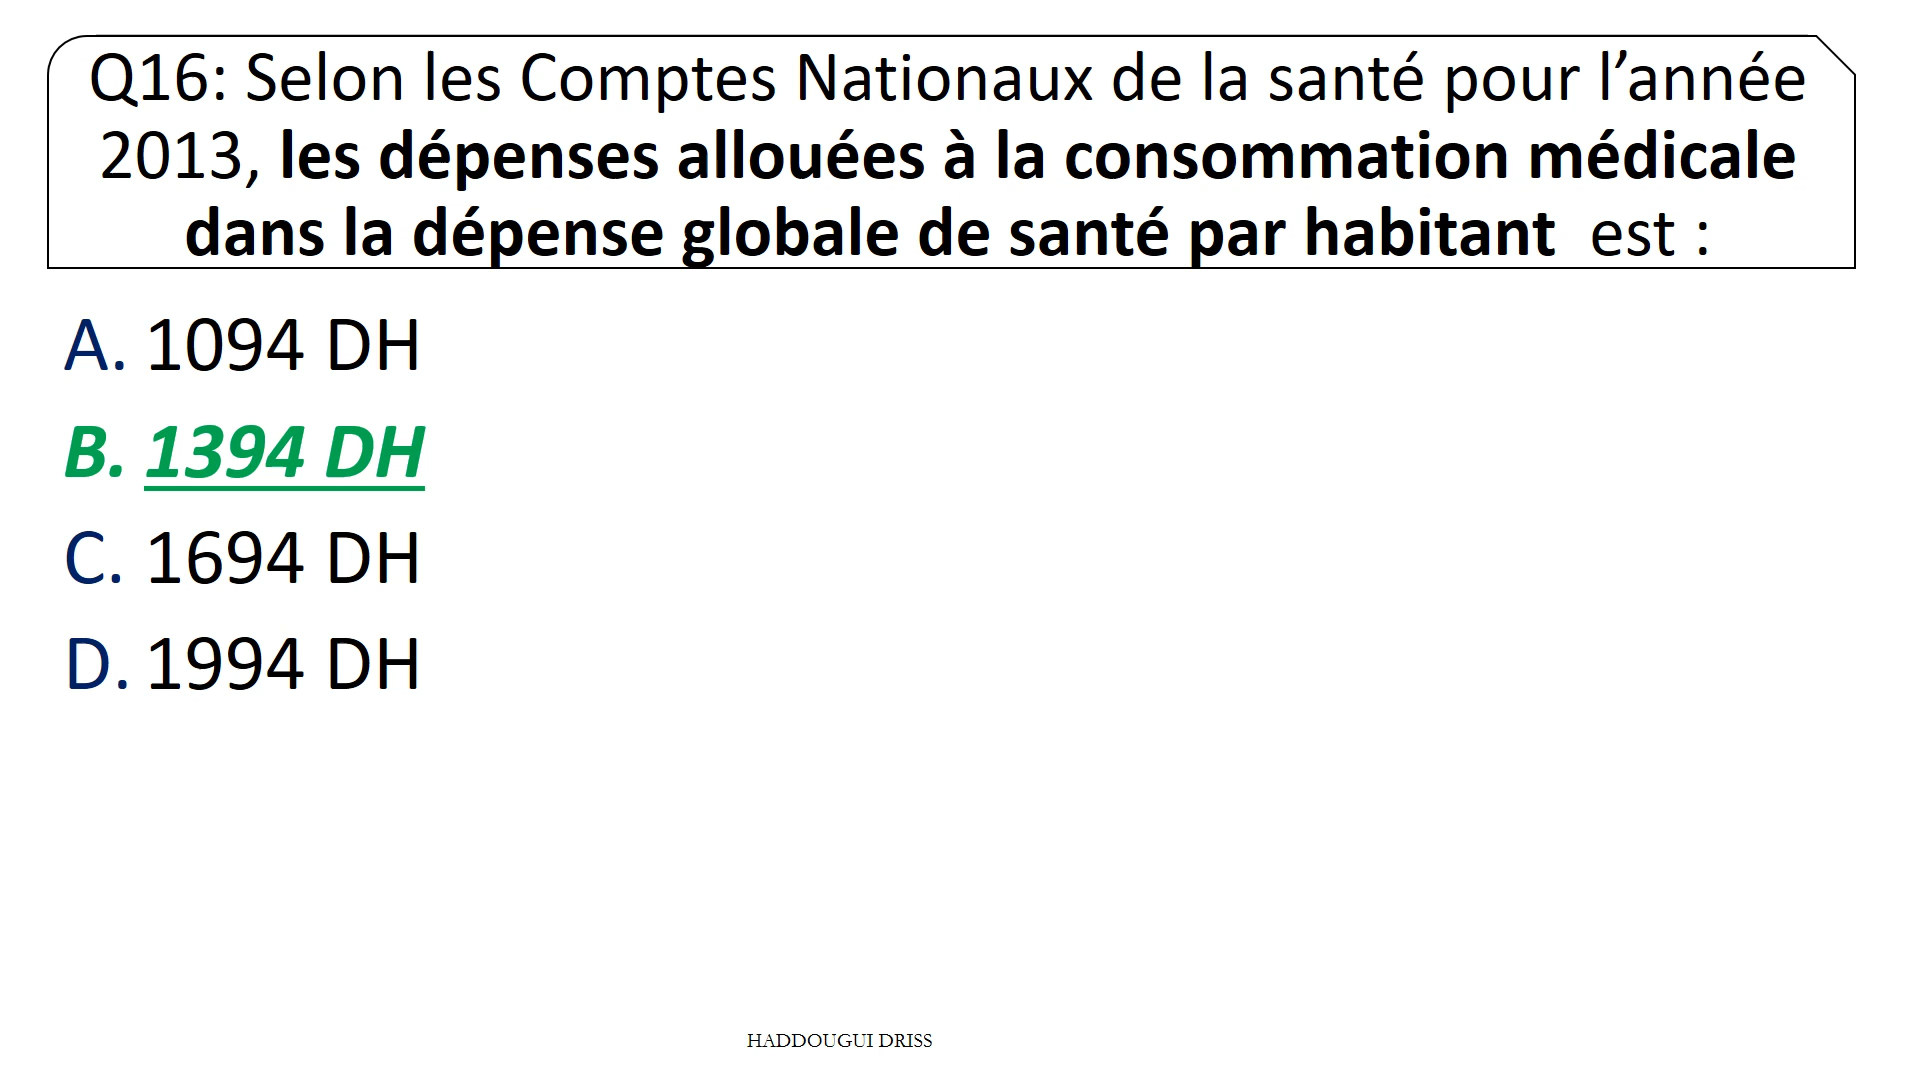 Q16: Selon les Comptes Nationaux de la santé pour l’année
2013, les dépenses allouées à la consommation médicale
dans la dépense globale de santé par habitant est :
A. 1094 DH
B. 1394 DH
C. 1694 DH
D. 1994 DH
HADDOUGUI DRISS